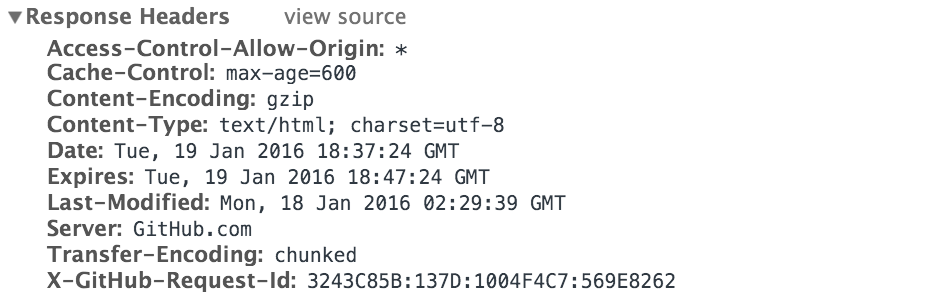 ▼Response Headers view source
Access-Control-Allow-Origin: *
Cache-Control: max-age=600
Content-Encoding: gzip
Content-Type: text/html; charset=utf-8
Date: Tue, 19 Jan 2016 18:37:24 GMT
Expires: Tue, 19 Jan 2016 18:47:24 GMT
Last-Modified: Mon, 18 Jan 2016 02:29:39 GMT
Server: GitHub.com
Transfer-Encoding: chunked
X-GitHub-Request-Id: 3243C85B:137D:1004F4C7:569E8262